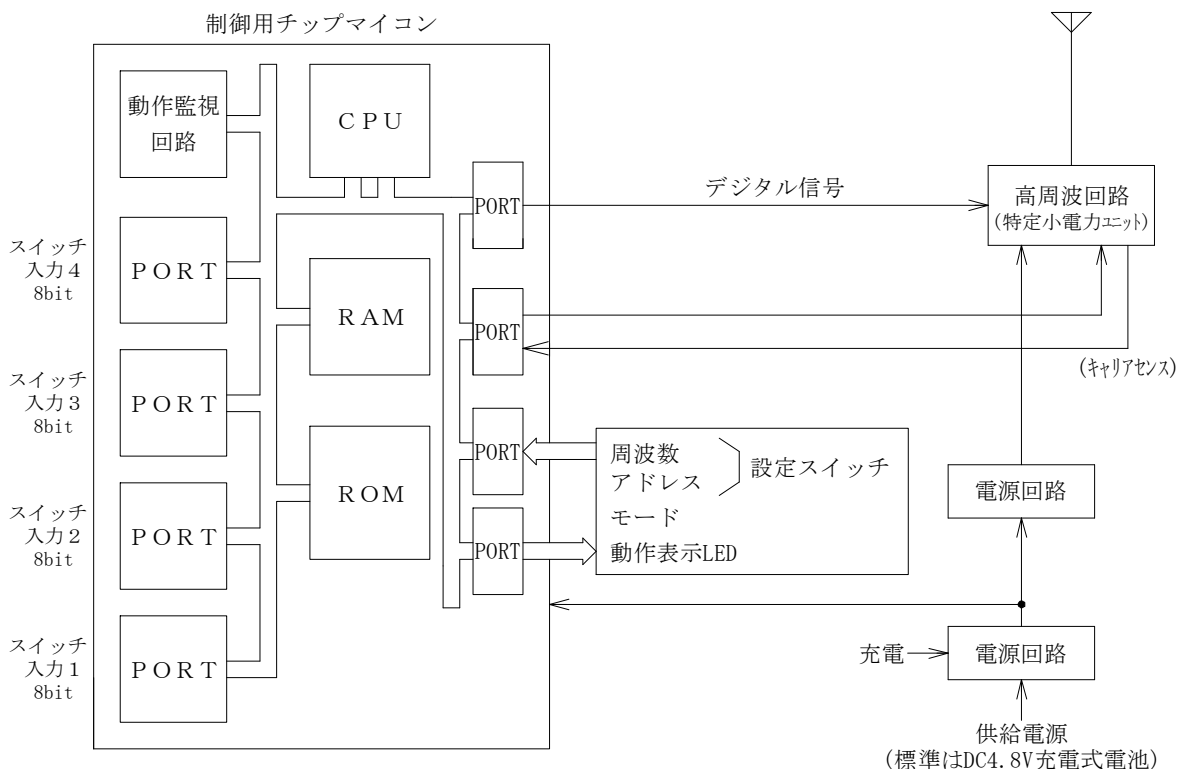 制御用チップマイコン
動作監視
回路
CPU
PORT
デジタル信号
高周波回路
(特定小電力ユニット)
スイッチ
入力4
8bit
PORT
RAM
PORT
(キャリアセンス)
スイッチ
入力3
8bit
PORT
ROM
PORT
周波数
アドレス
設定スイッチ
モード
動作表示LED
電源回路
スイッチ
入力2
8bit
PORT
PORT
スイッチ
入力1
8bit
PORT
充電
電源回路
供給電源
(標準はDC4.8V充電式電池)